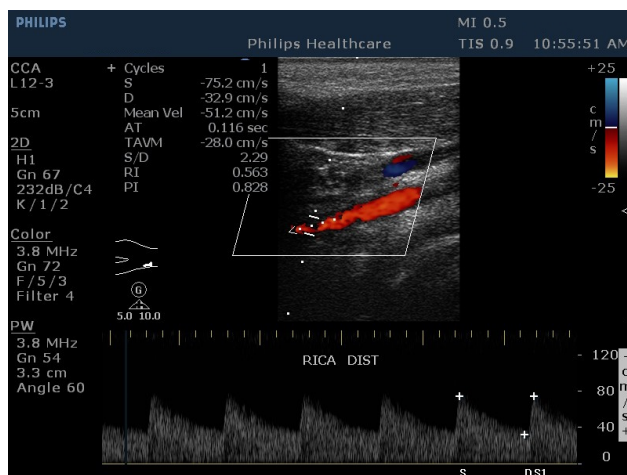 PHILIPS
MI 0.5
Philips Healthcare
TIS 0.9
10:55:51 AM
CCA
L12-3
5cm
2D
H1
Gn 67
232dB/C4
K / 1 / 2
Color
3.8 MHz
Gn 72
F / 5 / 3
Filter 4
PW
3.8 MHz
Gn 54
3.3 cm
Angle 60
+ Cycles 1
S -75.2 cm/s
D -32.9 cm/s
Mean Vel -51.2 cm/s
AT 0.116 sec
TAVM -28.0 cm/s
S/D 2.29
RI 0.563
PI 0.828
+25
c
m
/
s
-25
G
5.0 10.0
RICA DIST
- 120
- 80
- 40
0
S
D S1